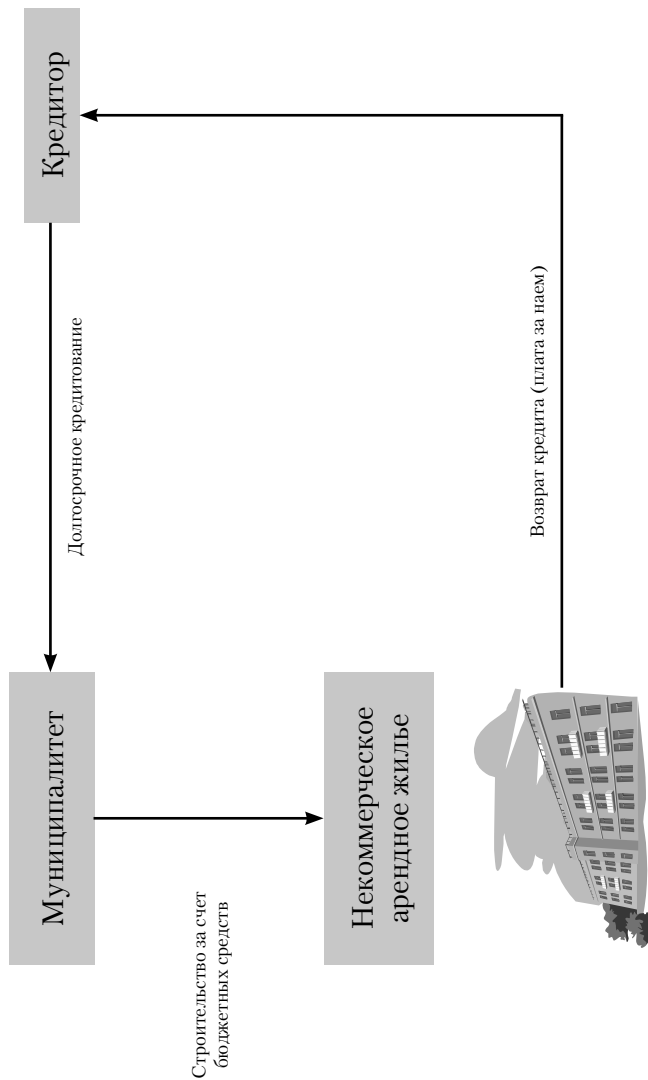 Муниципалитет
Кредитор
Долгосрочное кредитование
Строительство за счет
бюджетных средств
Некоммерческое
арендное жилье
Возврат кредита (плата за наем)